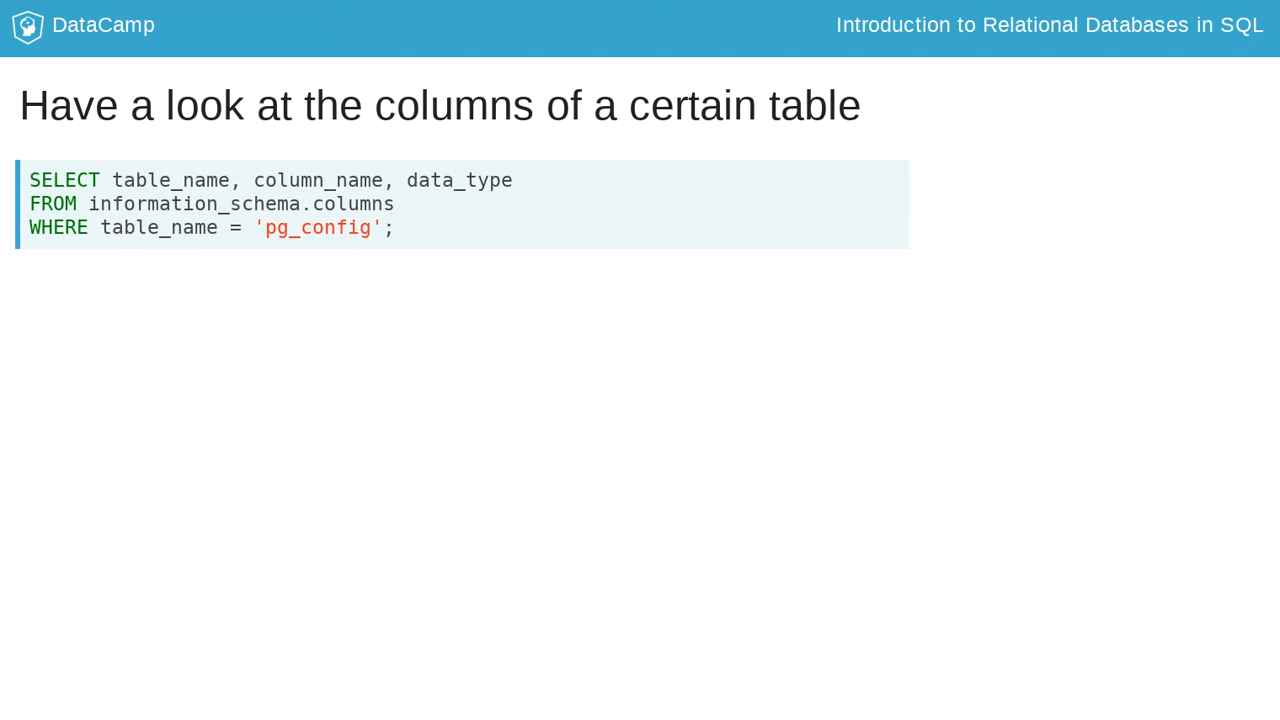 DataCamp
Introduction to Relational Databases in SQL
Have a look at the columns of a certain table
SELECT table_name, column_name, data_type
FROM information_schema.columns
WHERE table_name = 'pg_config';